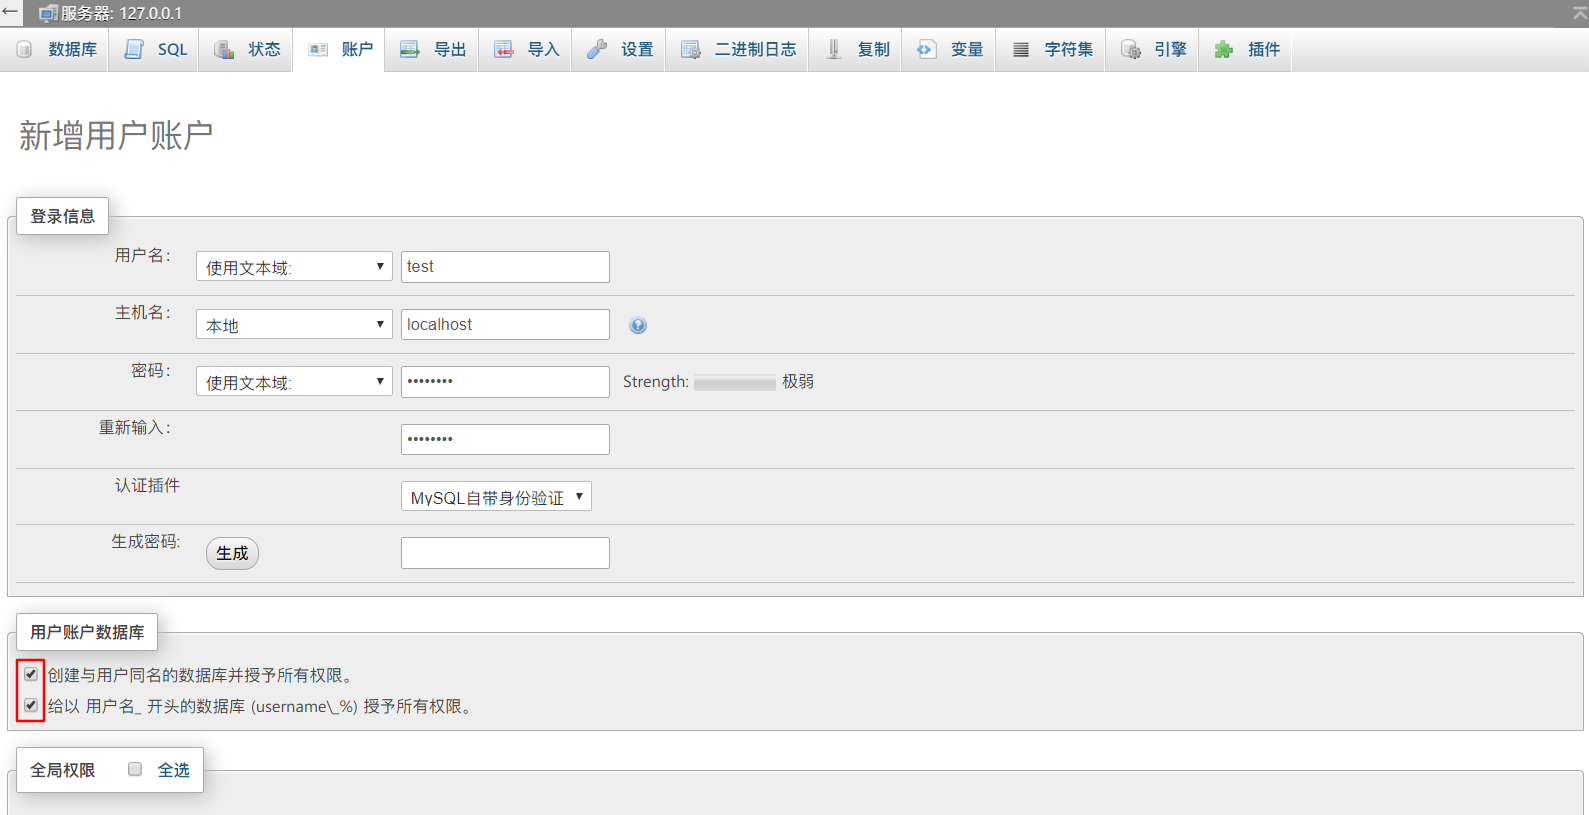 服务器: 127.0.0.1
数据库 SQL 状态 账户 导出 导入 设置 二进制日志 复制 变量 字符集 引擎 插件
新增用户账户
登录信息
用户名： 使用文本域: test
主机名： 本地 localhost
密码： 使用文本域: •••••••• Strength: 极弱
重新输入： ••••••••
认证插件 MySQL自带身份验证
生成密码: 生成
用户账户数据库
创建与用户同名的数据库并授予所有权限。
给以 用户名_ 开头的数据库 (username\_%) 授予所有权限。
全局权限 全选